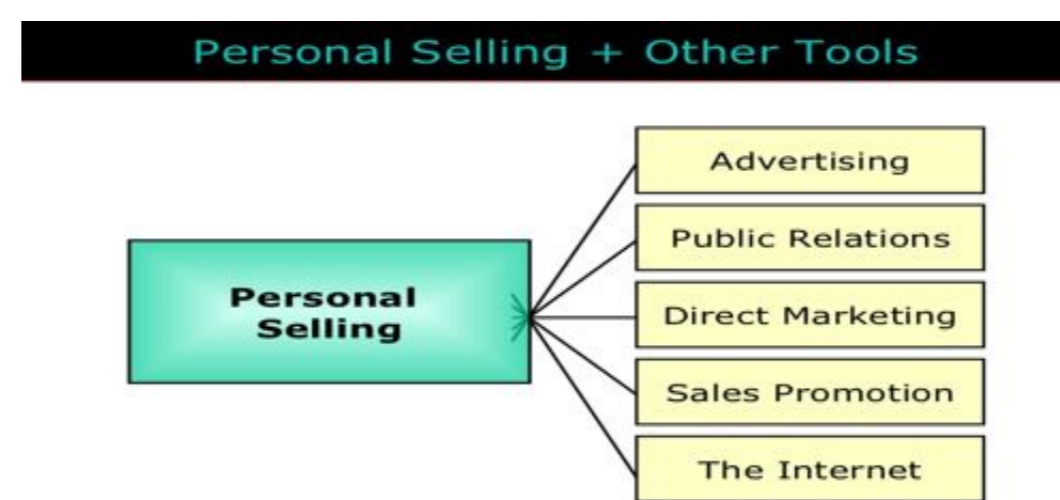 Personal Selling + Other Tools
Advertising
Public Relations
Personal
Selling
Direct Marketing
Sales Promotion
The Internet